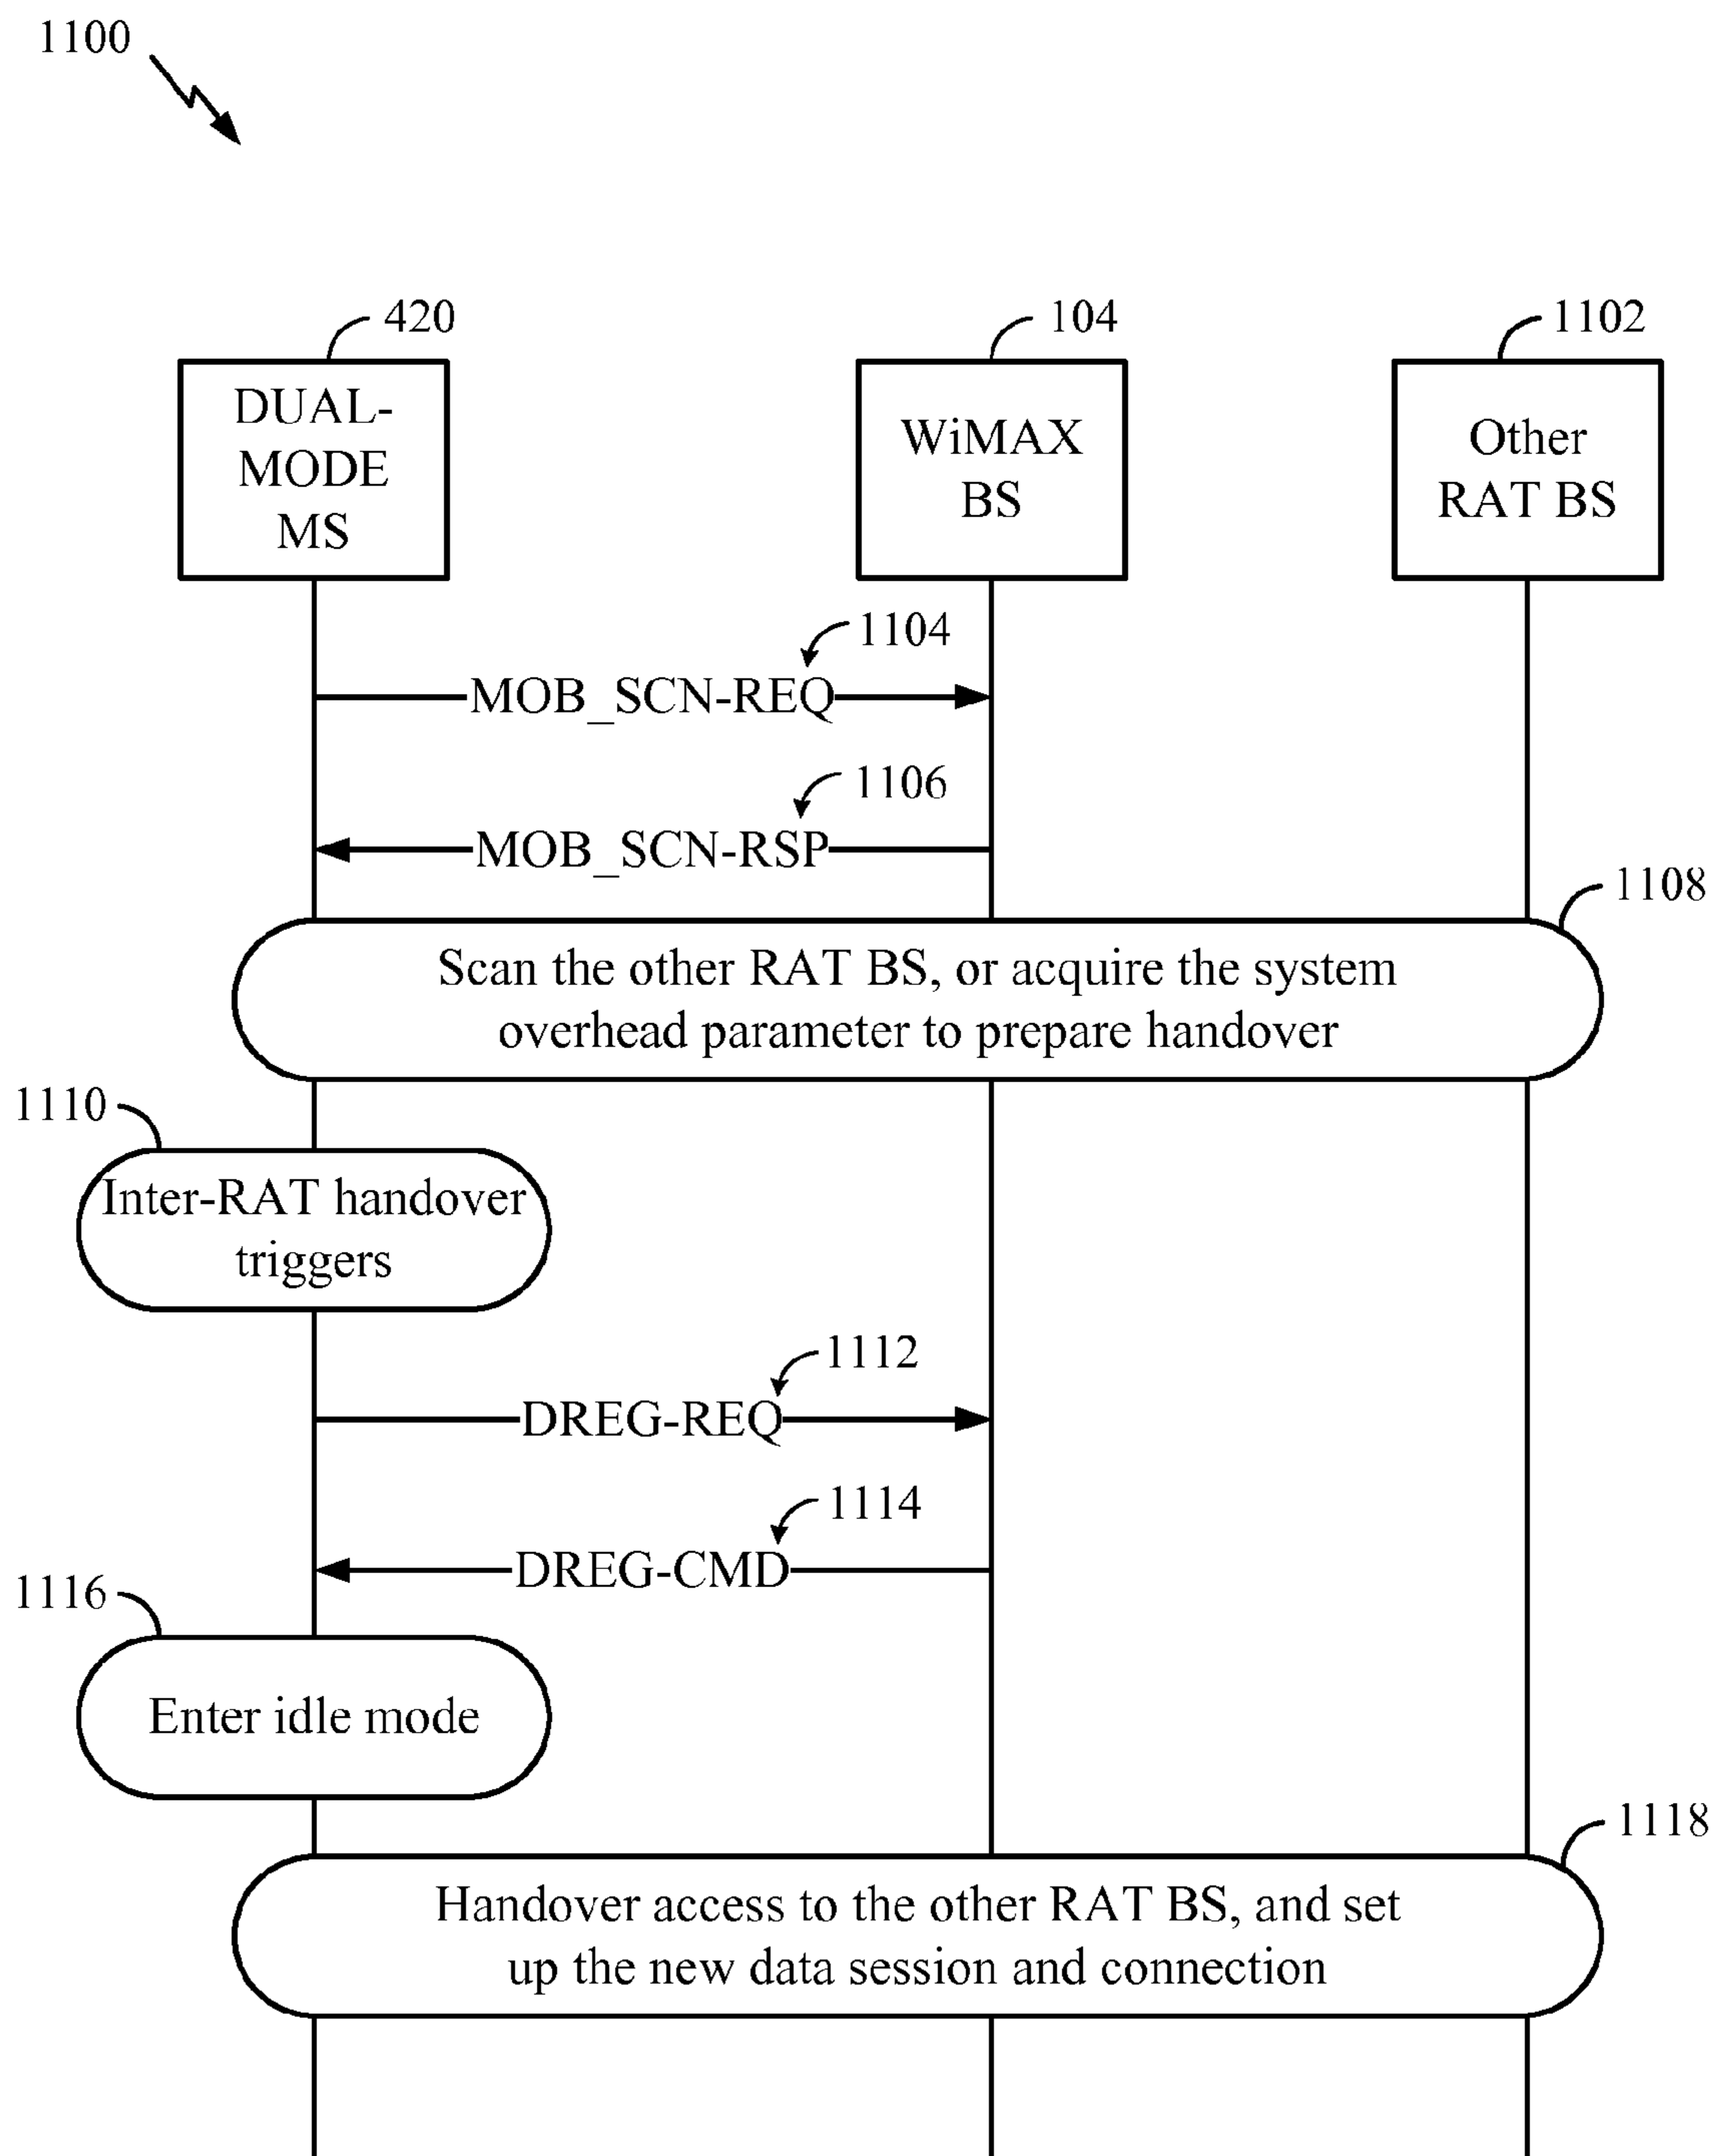 1100
420
104
1102
DUAL-
MODE
MS
WiMAX
BS
Other
RAT BS
1104
MOB_SCN-REQ
1106
MOB_SCN-RSP
1108
Scan the other RAT BS, or acquire the system
overhead parameter to prepare handover
1110
Inter-RAT handover
triggers
1112
DREG-REQ
1114
DREG-CMD
1116
Enter idle mode
1118
Handover access to the other RAT BS, and set
up the new data session and connection